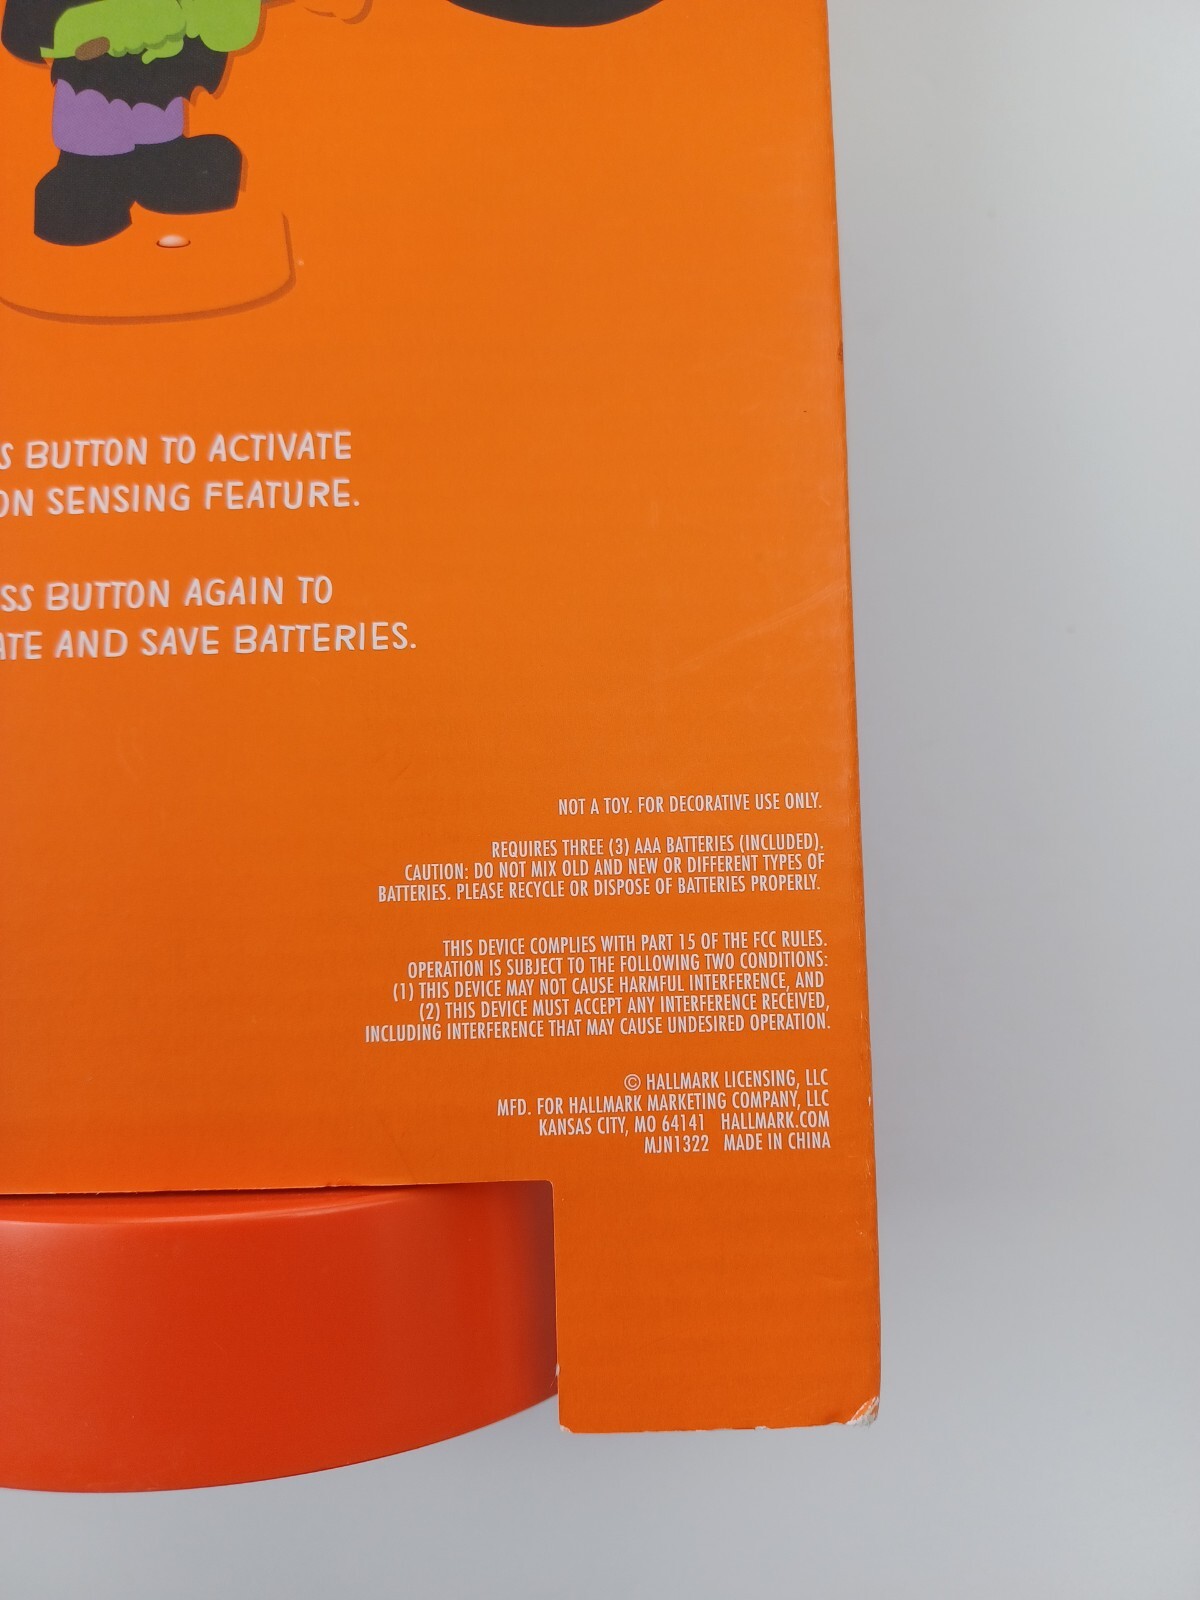 S BUTTON TO ACTIVATE
ON SENSING FEATURE.
SS BUTTON AGAIN TO
ATE AND SAVE BATTERIES.
NOT A TOY. FOR DECORATIVE USE ONLY.
REQUIRES THREE (3) AAA BATTERIES (INCLUDED).
CAUTION: DO NOT MIX OLD AND NEW OR DIFFERENT TYPES OF
BATTERIES. PLEASE RECYCLE OR DISPOSE OF BATTERIES PROPERLY.
THIS DEVICE COMPLIES WITH PART 15 OF THE FCC RULES.
OPERATION IS SUBJECT TO THE FOLLOWING TWO CONDITIONS:
(1) THIS DEVICE MAY NOT CAUSE HARMFUL INTERFERENCE, AND
(2) THIS DEVICE MUST ACCEPT ANY INTERFERENCE RECEIVED,
INCLUDING INTERFERENCE THAT MAY CAUSE UNDESIRED OPERATION.
© HALLMARK LICENSING, LLC
MFD. FOR HALLMARK MARKETING COMPANY, LLC
KANSAS CITY, MO 64141 HALLMARK.COM
MJN1322 MADE IN CHINA